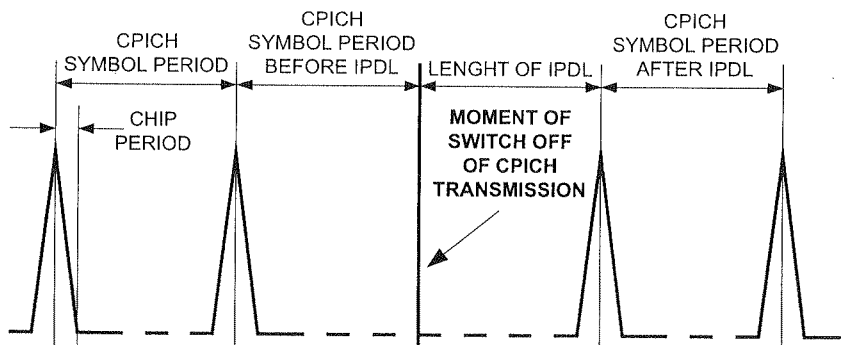 CPICH
SYMBOL PERIOD
CPICH
SYMBOL PERIOD
BEFORE IPDL
LENGHT OF IPDL
CPICH
SYMBOL PERIOD
AFTER IPDL
CHIP
PERIOD
MOMENT OF
SWITCH OFF
OF CPICH
TRANSMISSION